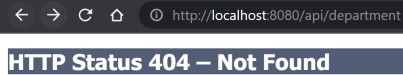 http://localhost:8080/api/department
HTTP Status 404 – Not Found